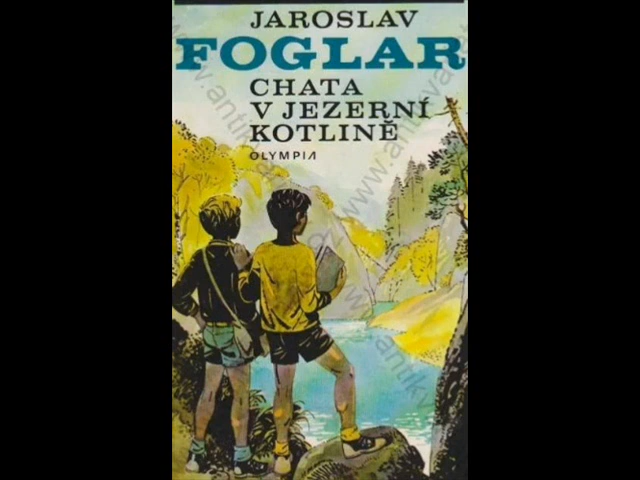 JAROSLAV
FOGLAR
CHATA
V JEZERNÍ
KOTLINĚ
OLYMPIA